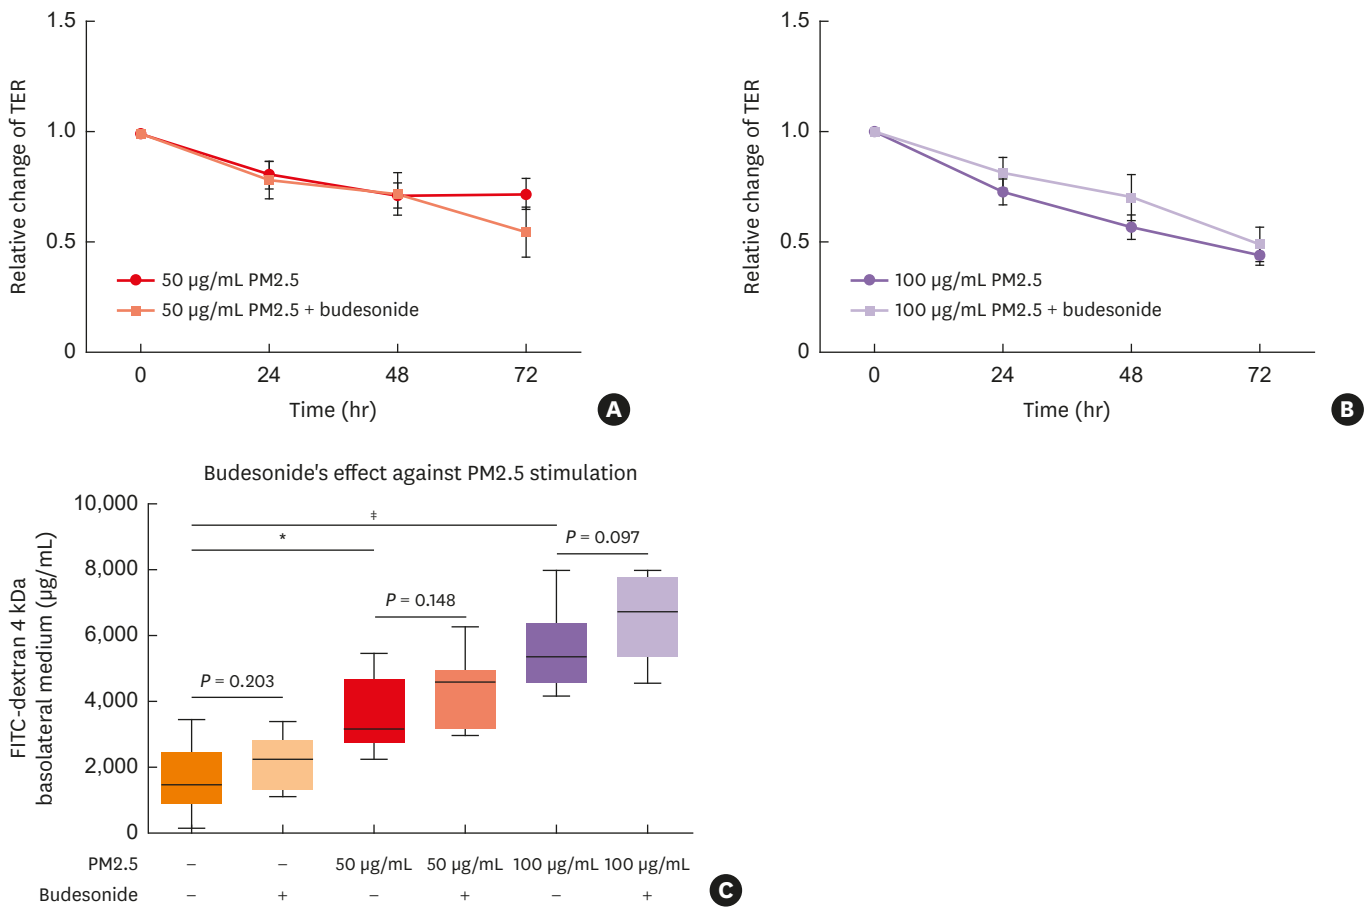 1.5
1.0
0.5
0
Relative change of TER
50 µg/mL PM2.5
50 µg/mL PM2.5 + budesonide
0 24 48 72
Time (hr)
A
1.5
1.0
0.5
0
Relative change of TER
100 µg/mL PM2.5
100 µg/mL PM2.5 + budesonide
0 24 48 72
Time (hr)
B
Budesonide's effect against PM2.5 stimulation
10,000
8,000
6,000
4,000
2,000
0
FITC-dextran 4 kDa
basolateral medium (µg/mL)
‡
*
P = 0.097
P = 0.148
P = 0.203
PM2.5 – – 50 µg/mL 50 µg/mL 100 µg/mL 100 µg/mL
Budesonide – + – + – +
C